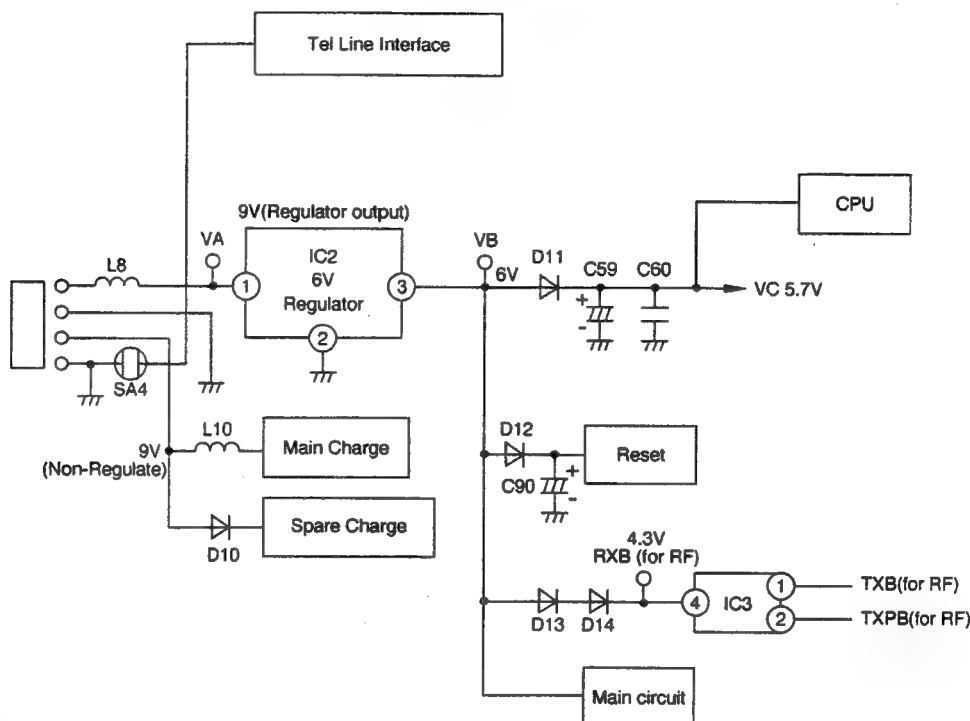 Tel Line Interface
CPU
9V(Regulator output)
VA
IC2
6V
Regulator
1
2
3
L8
VB
6V
D11
C59
C60
+
-
VC 5.7V
SA4
L10
9V
(Non-Regulate)
Main Charge
D10
Spare Charge
D12
C90
+
-
Reset
4.3V
RXB (for RF)
D13
D14
4
IC3
1
2
TXB(for RF)
TXPB(for RF)
Main circuit